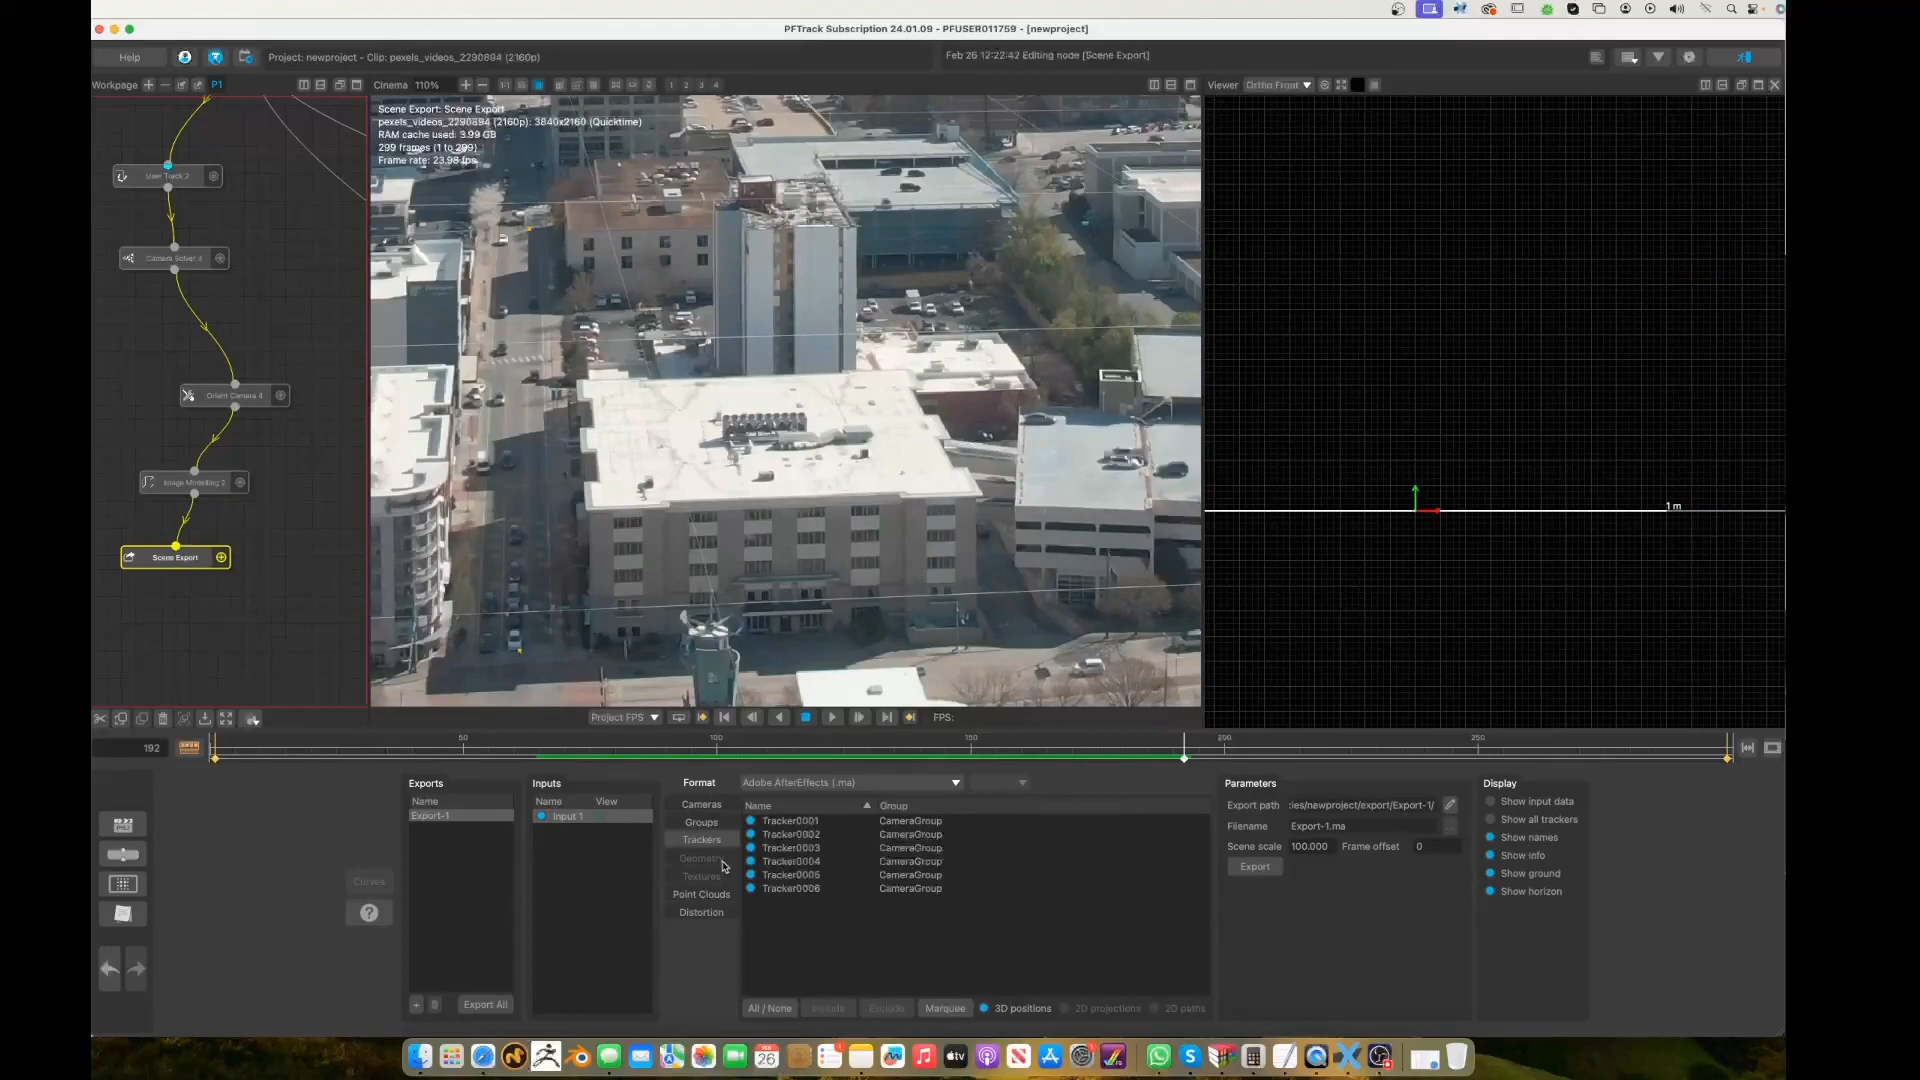 PFTrack Subscription 24.01.09 - PFUSER011759 - [newproject]
Help
Project: newproject - Clip: pexels_videos_2290894 (2160p)
Feb 26 12:22:42 Editing node [Scene Export]
Workpage
P1
Cinema 110%
1 2 3 4
Viewer Ortho Front
Scene Export: Scene Export
pexels_videos_2290894 (2160p): 3840x2160 (Quicktime)
RAM cache used: 3.99 GB
299 frames (1 to 299)
Frame rate: 23.98 fps
User Track 2
Camera Solver 4
Orient Camera 4
Image Modelling 2
Scene Export
1 m
Project FPS
FPS:
192
50 100 150 200 250
Exports
Name
Export-1
Export All
Inputs
Name View
Input 1
Curves
?
Format
Adobe AfterEffects (.ma)
Cameras
Groups
Trackers
Geometry
Textures
Point Clouds
Distortion
Name Group
Tracker0001 CameraGroup
Tracker0002 CameraGroup
Tracker0003 CameraGroup
Tracker0004 CameraGroup
Tracker0005 CameraGroup
Tracker0006 CameraGroup
All / None Include Exclude Marquee 3D positions 2D projections 2D paths
Parameters
Export path :ies/newproject/export/Export-1/
Filename Export-1.ma
Scene scale 100.000 Frame offset 0
Export
Display
Show input data
Show all trackers
Show names
Show info
Show ground
Show horizon